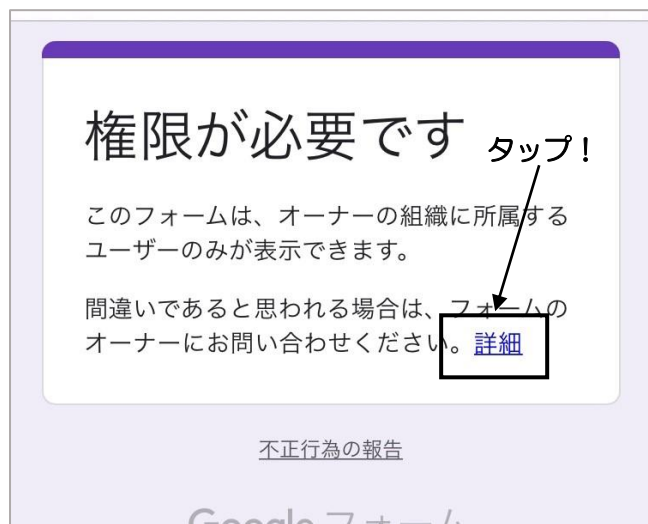 権限が必要です
タップ！
このフォームは、オーナーの組織に所属する
ユーザーのみが表示できます。
間違いであると思われる場合は、フォームの
オーナーにお問い合わせください。詳細
不正行為の報告
Google フォーム